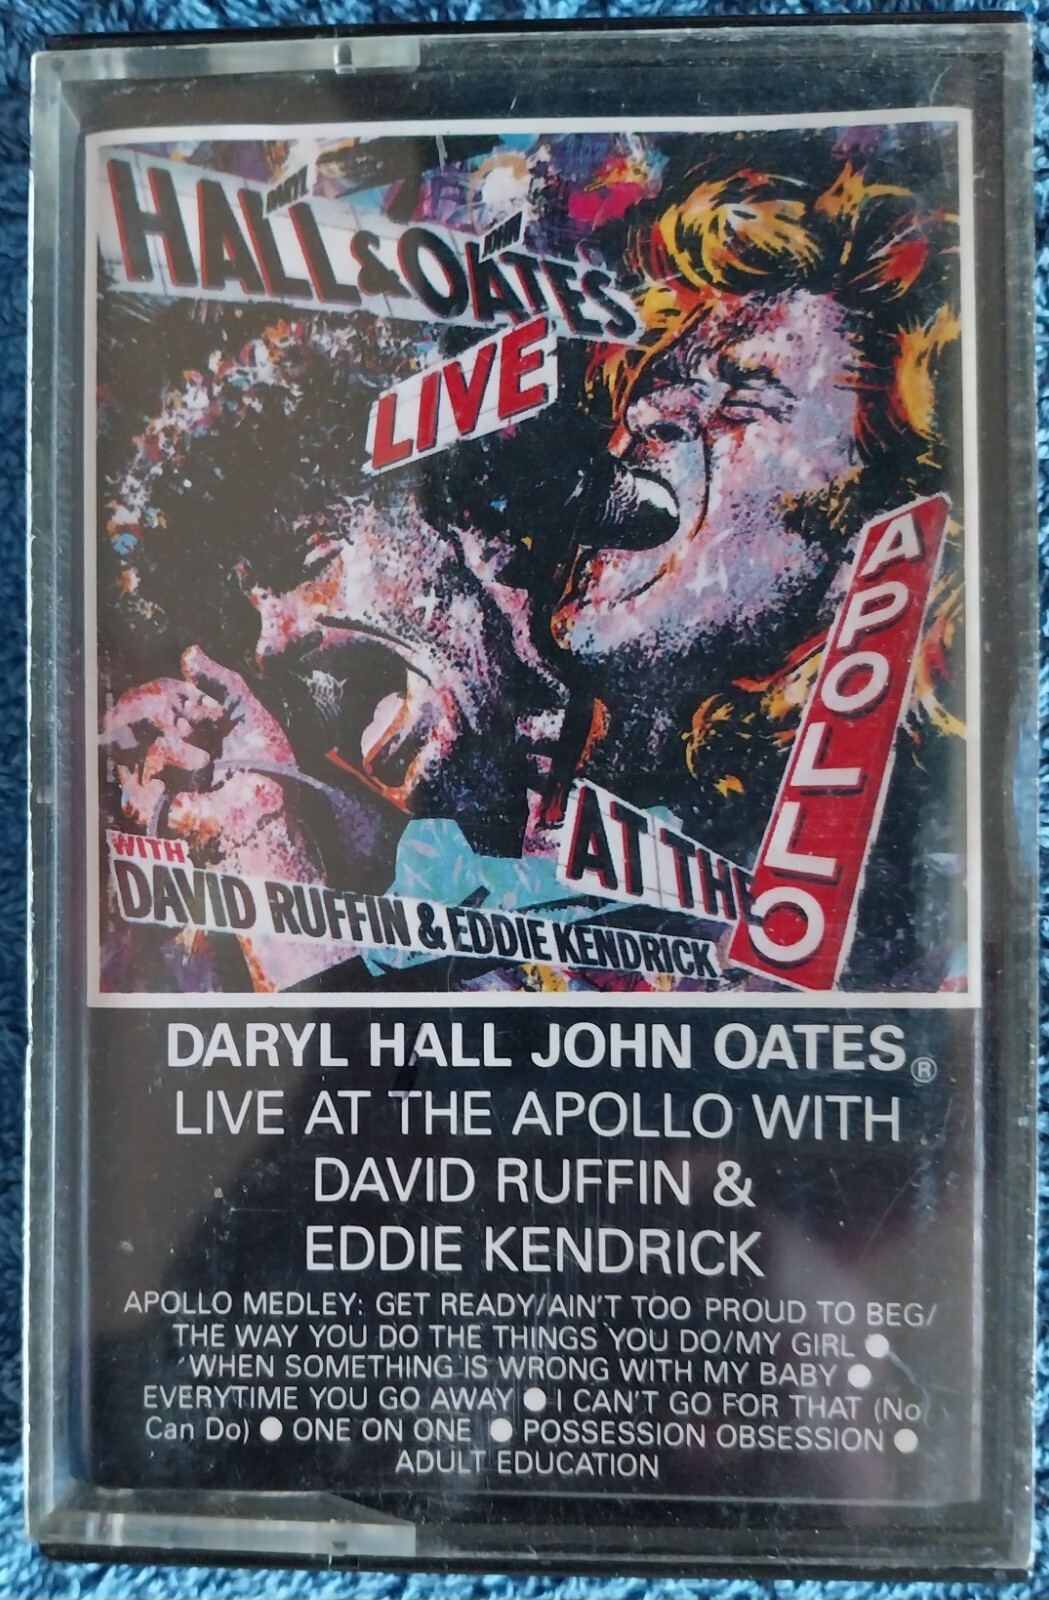 DARYL
HALL & OATES
JOHN
LIVE
AT THE
APOLLO
WITH
DAVID RUFFIN & EDDIE KENDRICK
DARYL HALL JOHN OATES®
LIVE AT THE APOLLO WITH
DAVID RUFFIN &
EDDIE KENDRICK
APOLLO MEDLEY: GET READY/AIN'T TOO PROUD TO BEG/
THE WAY YOU DO THE THINGS YOU DO/MY GIRL ●
WHEN SOMETHING IS WRONG WITH MY BABY ●
EVERYTIME YOU GO AWAY ● I CAN'T GO FOR THAT (No
Can Do) ● ONE ON ONE ● POSSESSION OBSESSION ●
ADULT EDUCATION